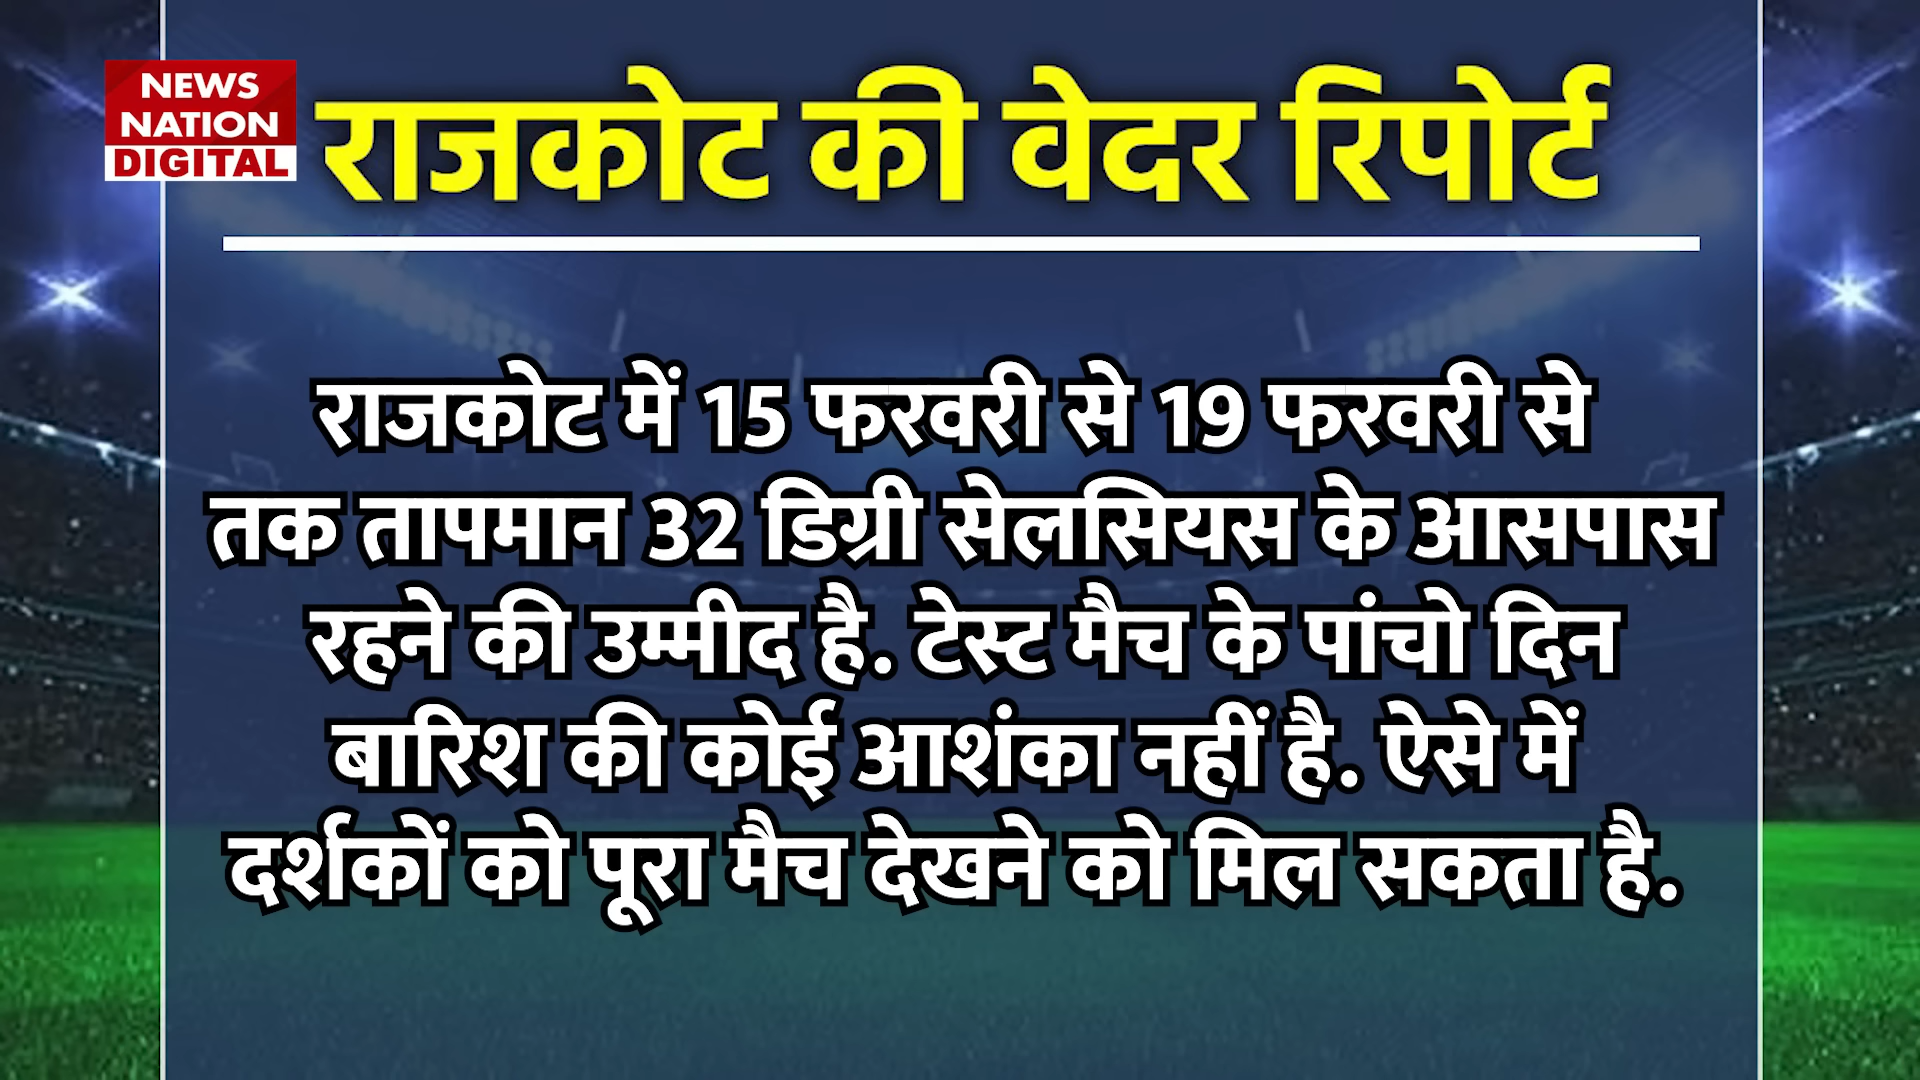 NEWS
NATION
DIGITAL
राजकोट की वेदर रिपोर्ट
राजकोट में 15 फरवरी से 19 फरवरी से
तक तापमान 32 डिग्री सेलसियस के आसपास
रहने की उम्मीद है. टेस्ट मैच के पांचो दिन
बारिश की कोई आशंका नहीं है. ऐसे में
दर्शकों को पूरा मैच देखने को मिल सकता है.